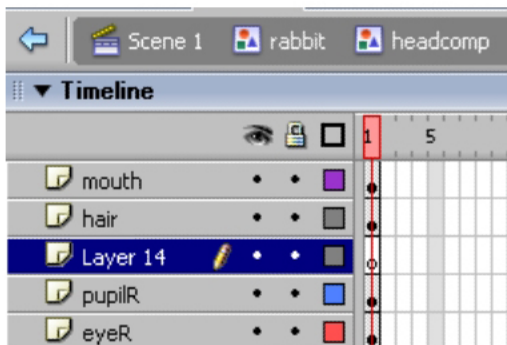 Scene 1 rabbit headcomp
Timeline
1 5
mouth
hair
Layer 14
pupilR
eyeR